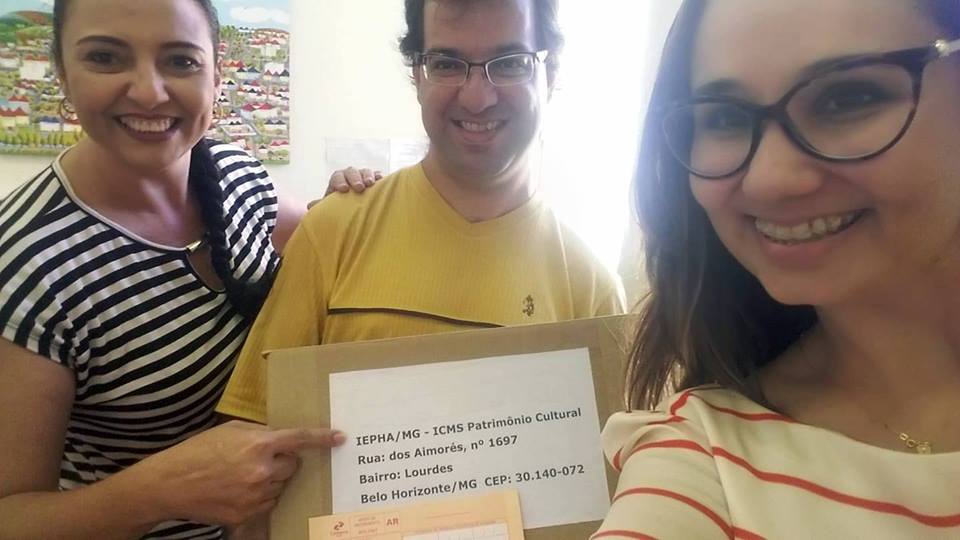 IEPHA/MG - ICMS Patrimônio Cultural
Rua: dos Aimorés, nº 1697
Bairro: Lourdes
Belo Horizonte/MG CEP: 30.140-072
AR